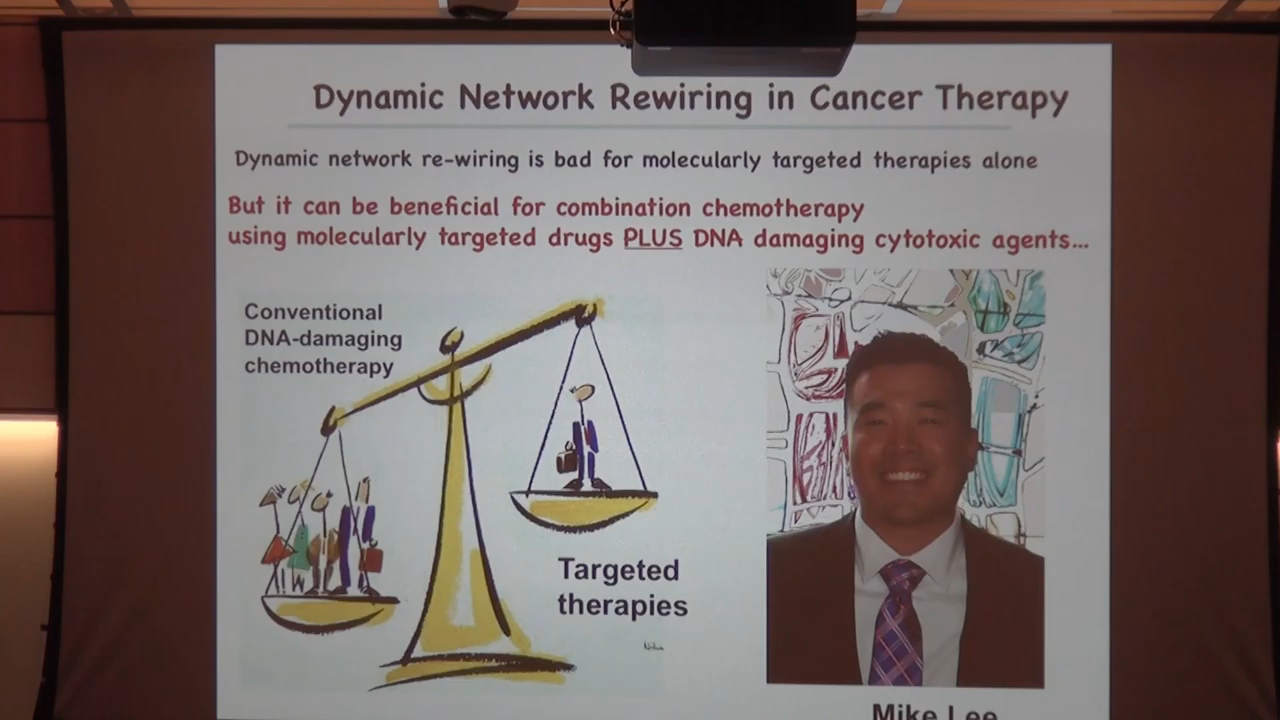 Dynamic Network Rewiring in Cancer Therapy
Dynamic network re-wiring is bad for molecularly targeted therapies alone
But it can be beneficial for combination chemotherapy
using molecularly targeted drugs PLUS DNA damaging cytotoxic agents...
Conventional
DNA-damaging
chemotherapy
Targeted
therapies
Mike Lee